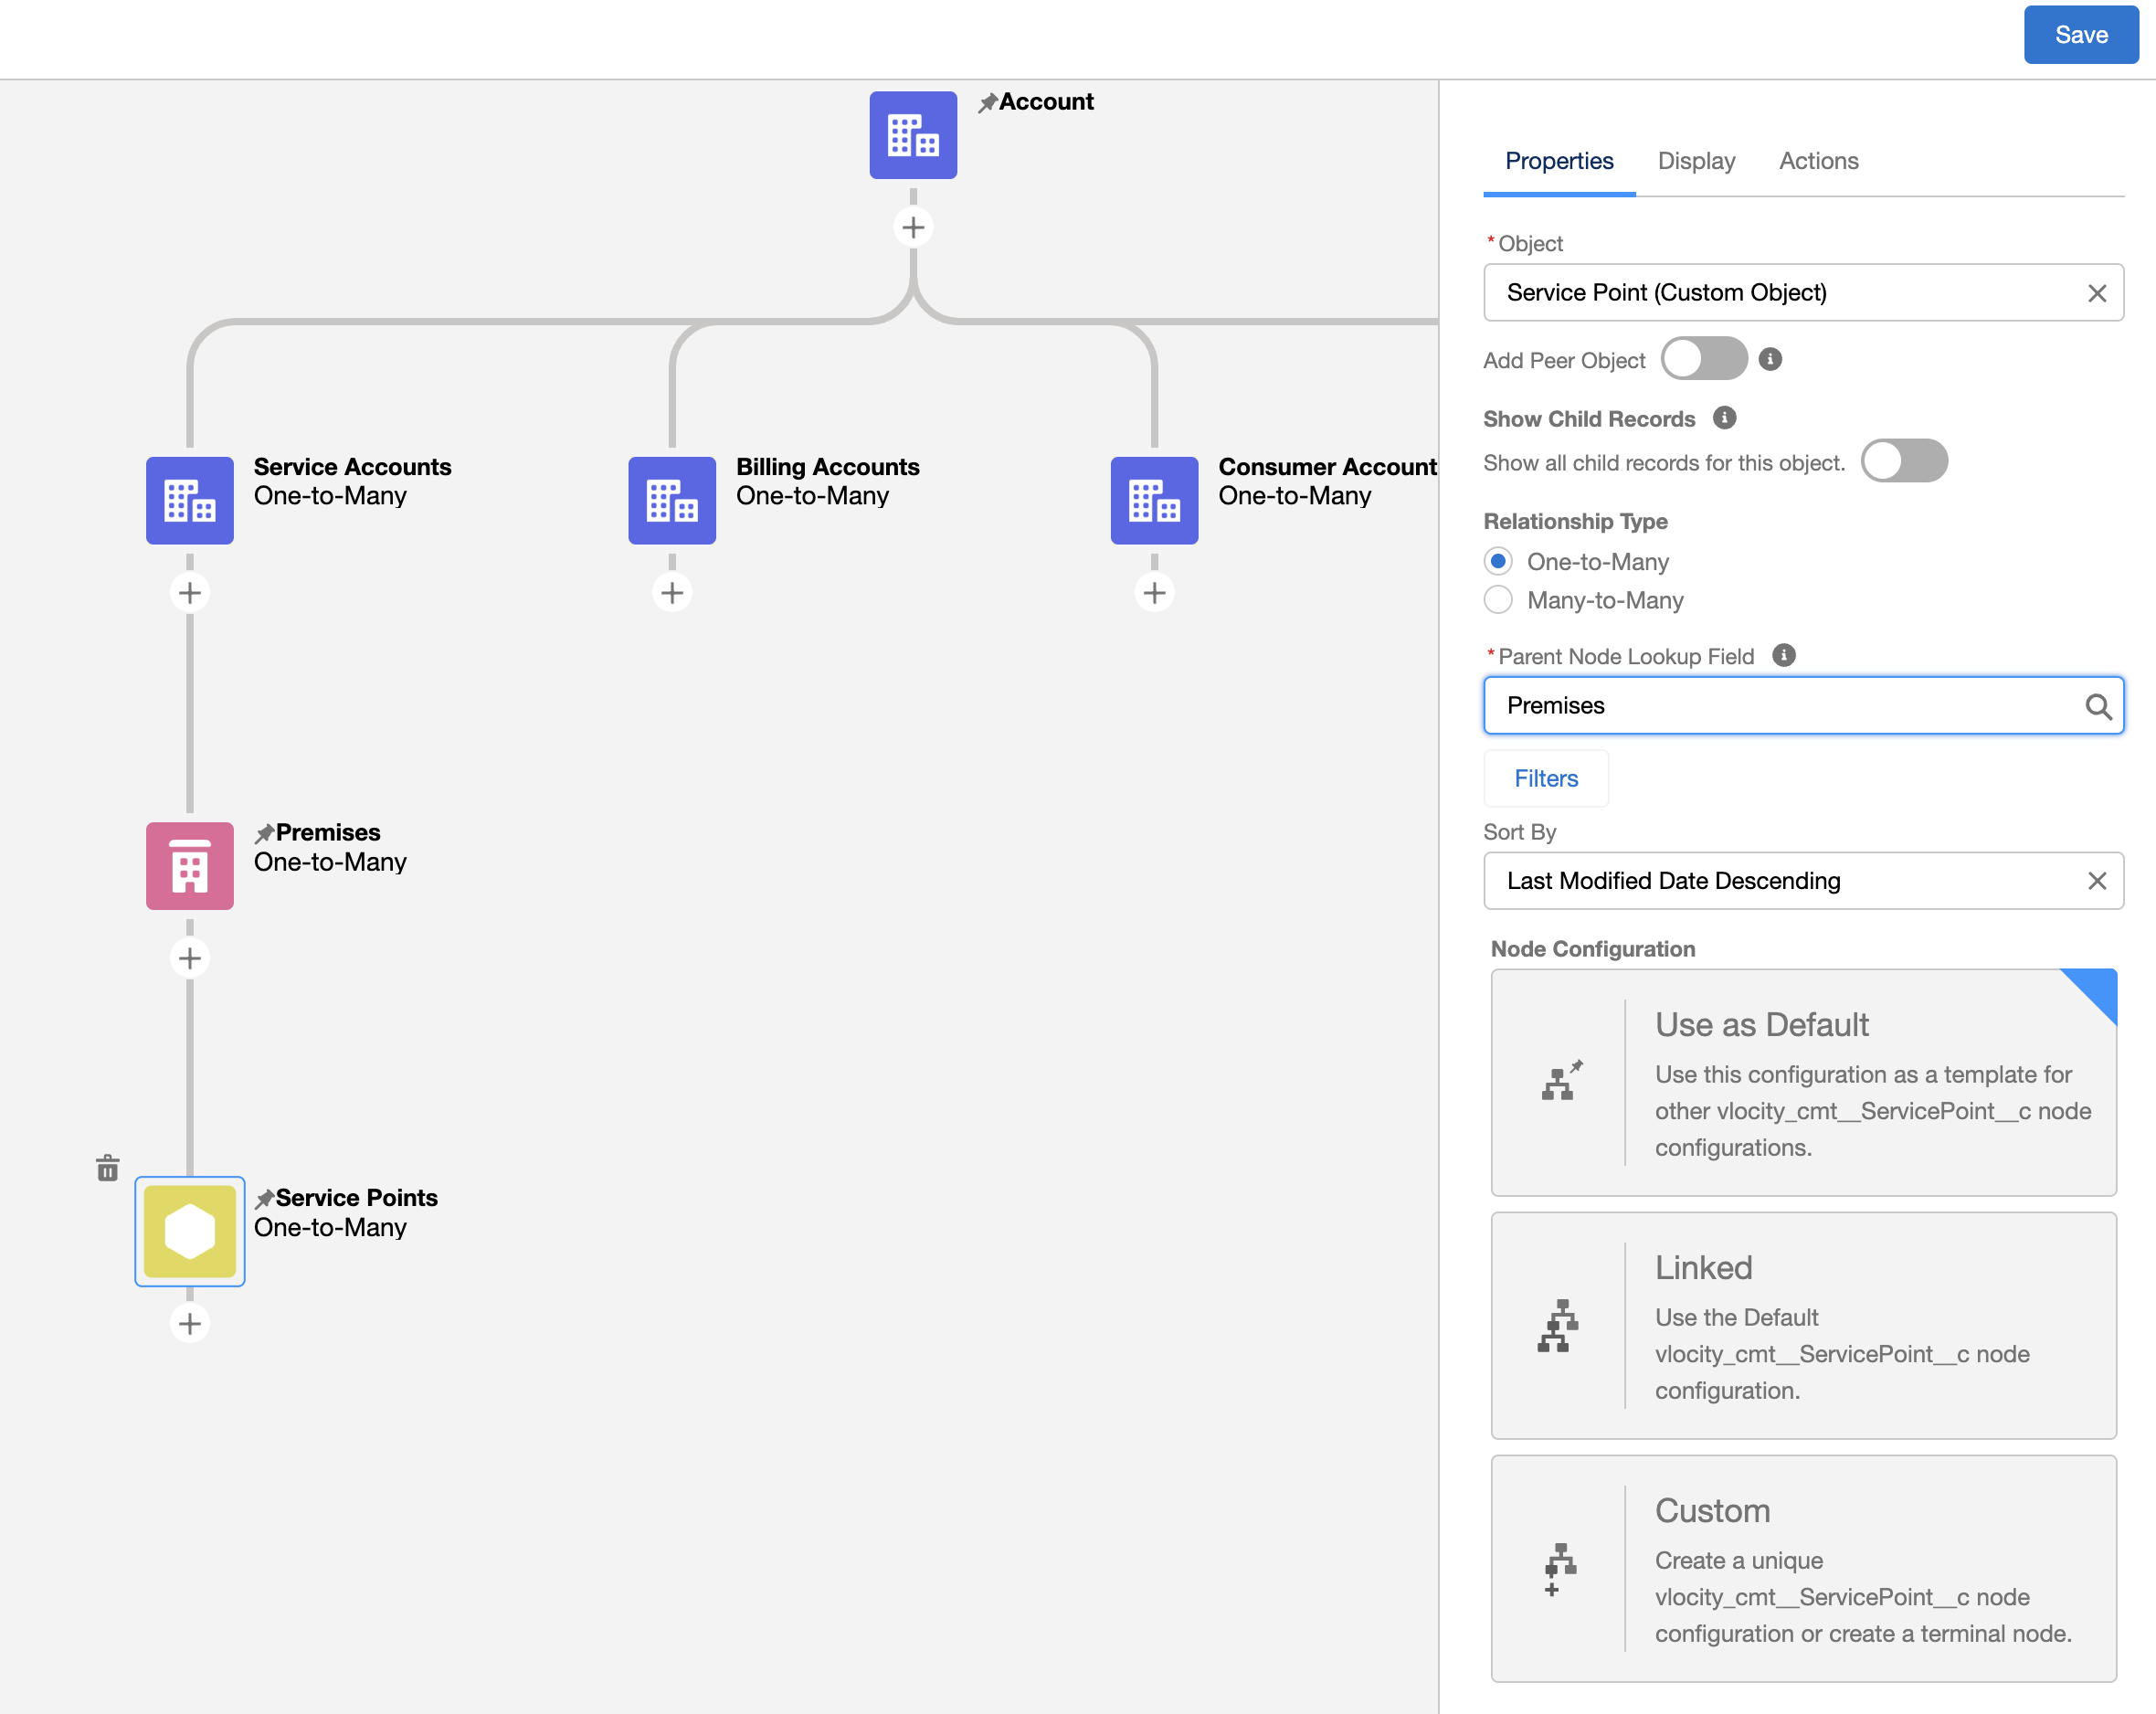 Save
Account
Service Accounts
One-to-Many
Billing Accounts
One-to-Many
Consumer Account
One-to-Many
Premises
One-to-Many
Service Points
One-to-Many
Properties
Display
Actions
*Object
Service Point (Custom Object)
Add Peer Object
Show Child Records
Show all child records for this object.
Relationship Type
One-to-Many
Many-to-Many
*Parent Node Lookup Field
Premises
Filters
Sort By
Last Modified Date Descending
Node Configuration
Use as Default
Use this configuration as a template for
other vlocity_cmt__ServicePoint__c node
configurations.
Linked
Use the Default
vlocity_cmt__ServicePoint__c node
configuration.
Custom
Create a unique
vlocity_cmt__ServicePoint__c node
configuration or create a terminal node.